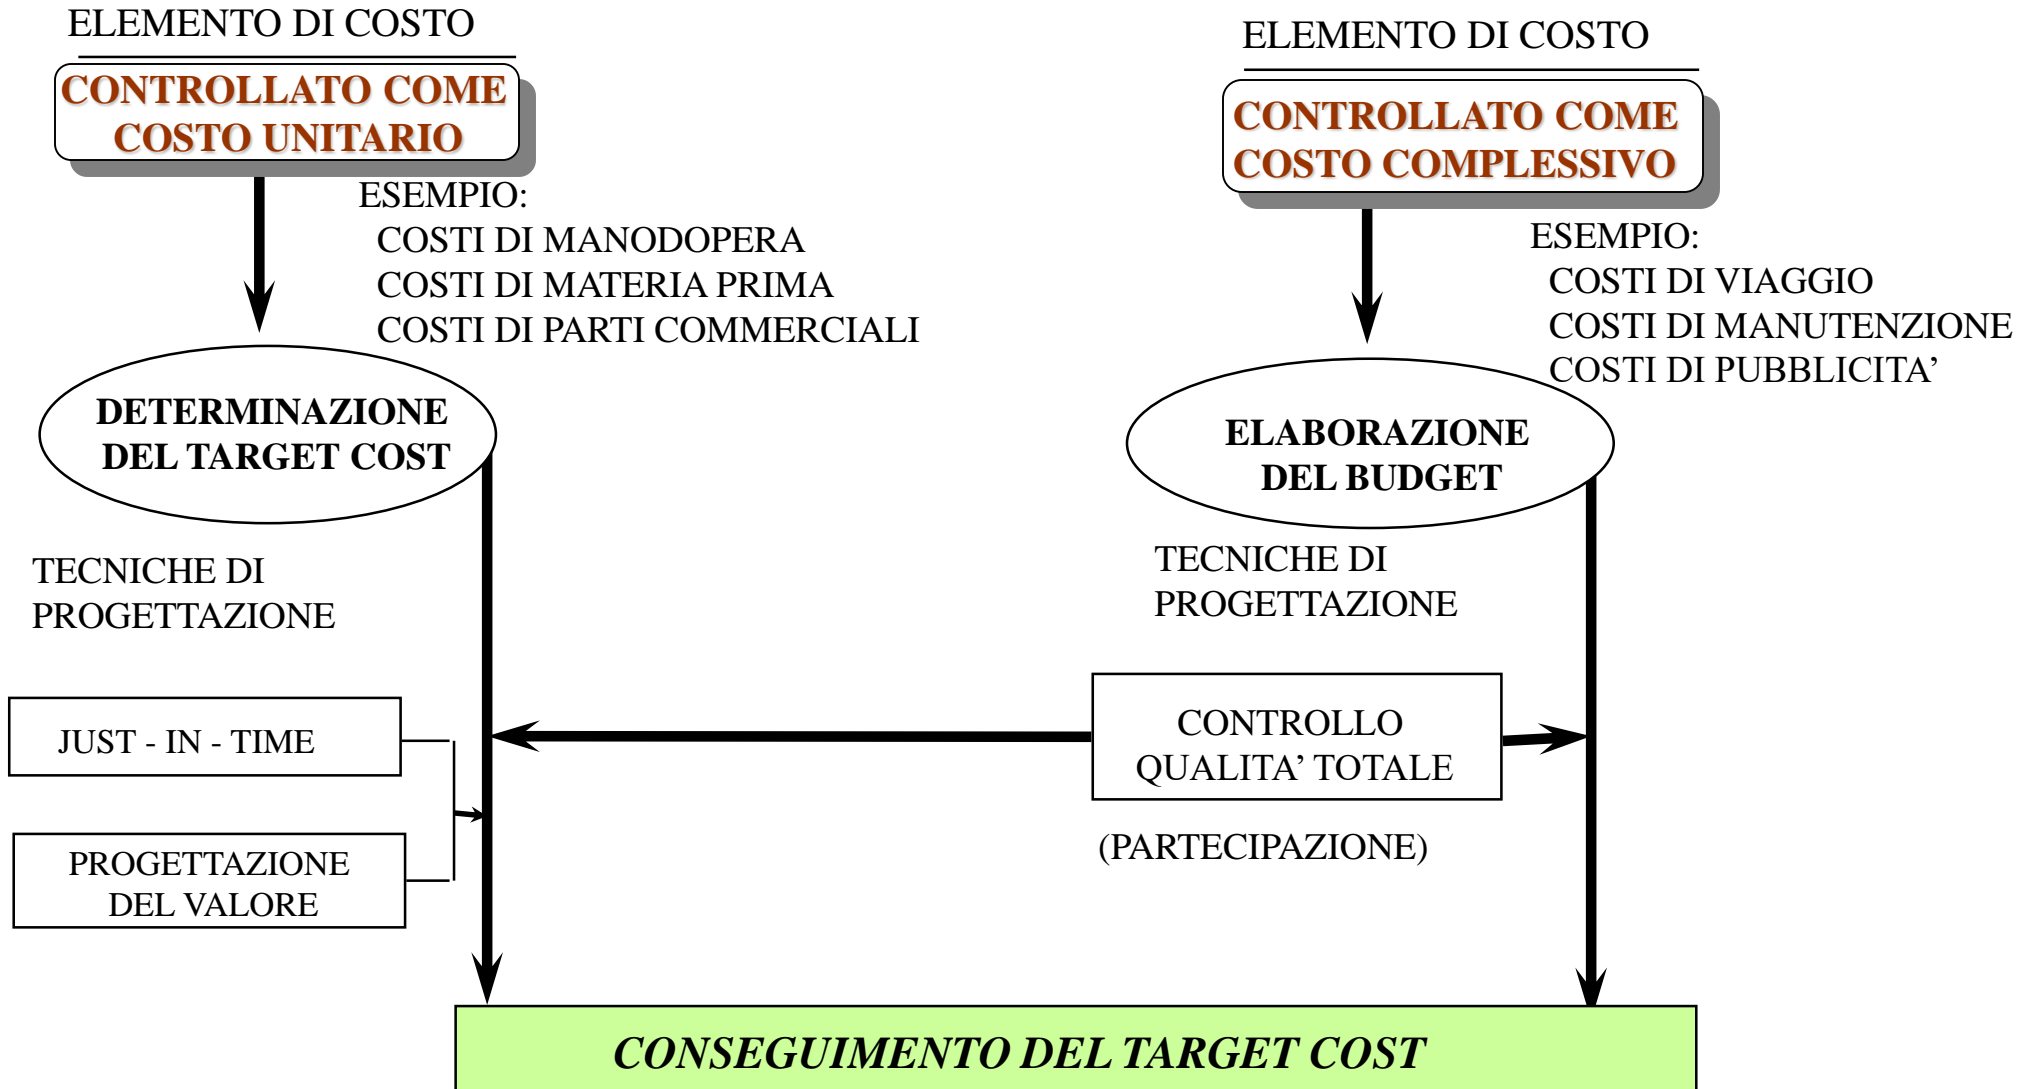 ELEMENTO DI COSTO
CONTROLLATO COME
COSTO UNITARIO
ESEMPIO:
COSTI DI MANODOPERA
COSTI DI MATERIA PRIMA
COSTI DI PARTI COMMERCIALI
DETERMINAZIONE
DEL TARGET COST
TECNICHE DI
PROGETTAZIONE
JUST - IN - TIME
PROGETTAZIONE
DEL VALORE
ELEMENTO DI COSTO
CONTROLLATO COME
COSTO COMPLESSIVO
ESEMPIO:
COSTI DI VIAGGIO
COSTI DI MANUTENZIONE
COSTI DI PUBBLICITA’
ELABORAZIONE
DEL BUDGET
TECNICHE DI
PROGETTAZIONE
CONTROLLO
QUALITA’ TOTALE
(PARTECIPAZIONE)
CONSEGUIMENTO DEL TARGET COST